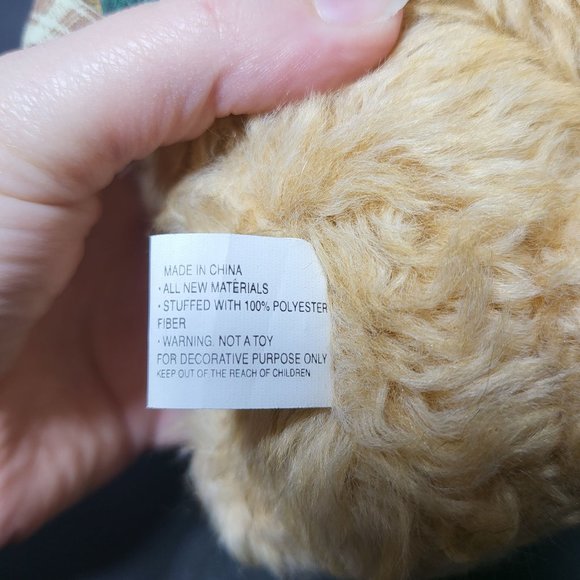 MADE IN CHINA
• ALL NEW MATERIALS
• STUFFED WITH 100% POLYESTER
FIBER
• WARNING. NOT A TOY
FOR DECORATIVE PURPOSE ONLY
KEEP OUT OF THE REACH OF CHILDREN